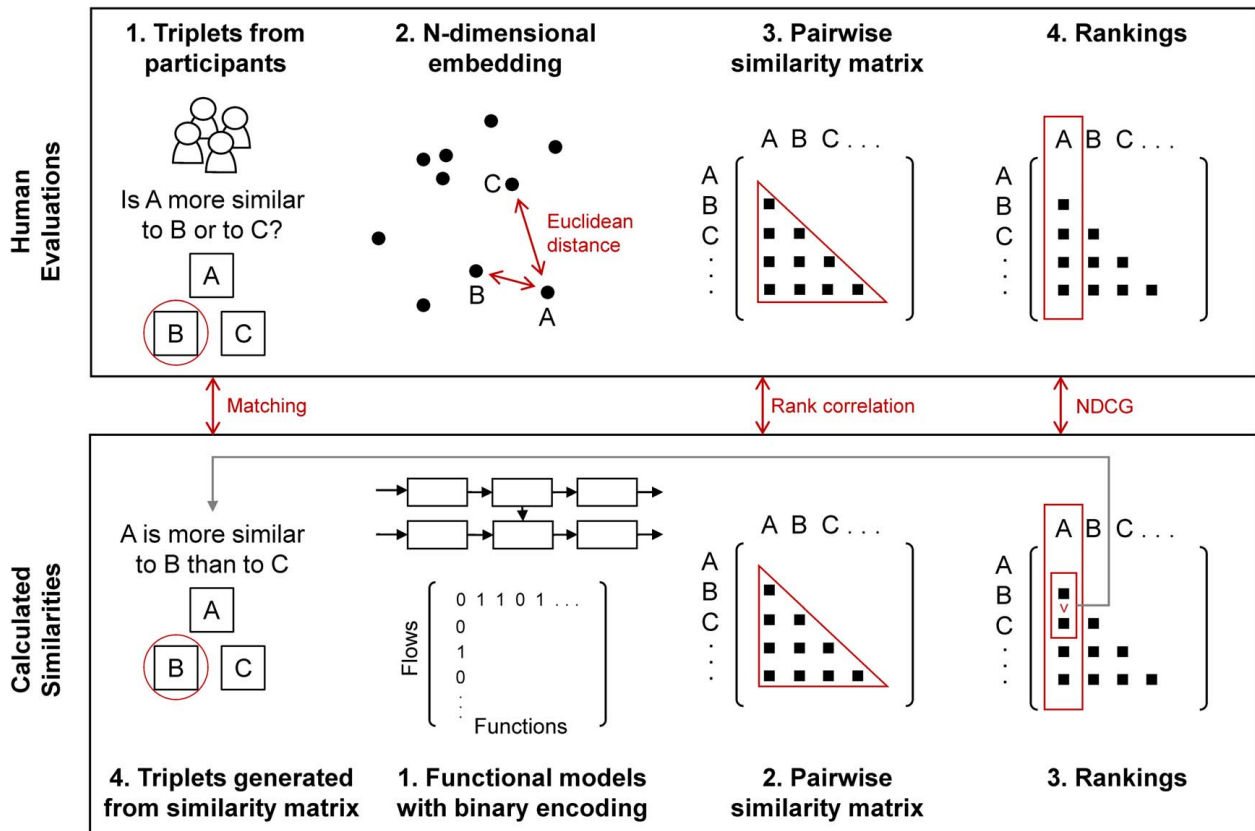 Human
Evaluations
1. Triplets from
participants
Is A more similar
to B or to C?
A
B
C
2. N-dimensional
embedding
C
Euclidean
distance
B
A
3. Pairwise
similarity matrix
A B C . . .
A
B
C
.
.
.
4. Rankings
A B C . . .
A
B
C
.
.
.
Matching
Rank correlation
NDCG
Calculated
Similarities
A is more similar
to B than to C
A
B
C
4. Triplets generated
from similarity matrix
Flows
0 1 1 0 1 . . .
0
1
0
.
.
.
Functions
1. Functional models
with binary encoding
A B C . . .
A
B
C
.
.
.
2. Pairwise
similarity matrix
A B C . . .
A
B
v
C
.
.
.
3. Rankings